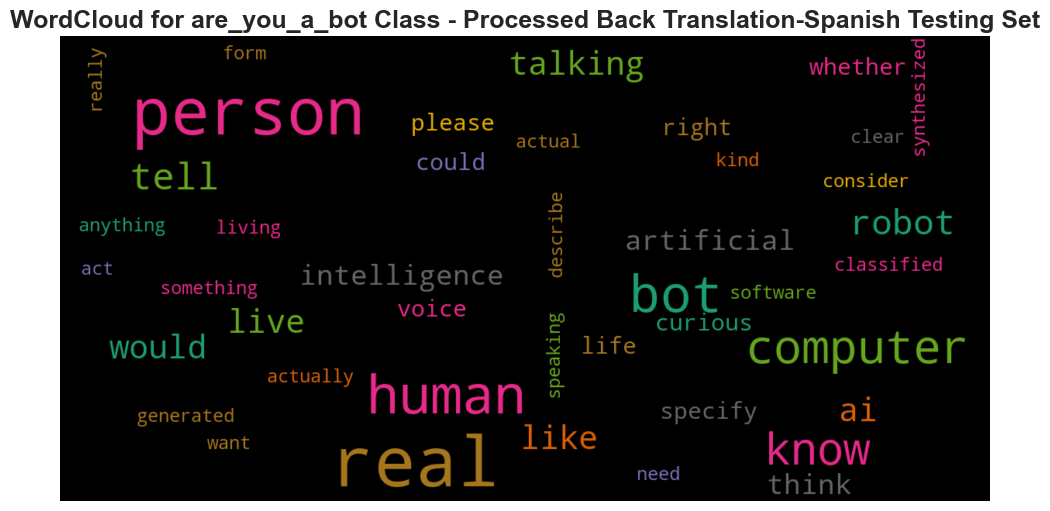 WordCloud for are_you_a_bot Class - Processed Back Translation-Spanish Testing Set
really
form
talking
whether
synthesized
person
please
actual
right
clear
could
kind
tell
consider
anything
living
describe
robot
artificial
act
intelligence
classified
something
voice
bot
software
live
curious
would
speaking
life
computer
actually
human
generated
specify
ai
want
real
like
know
need
think